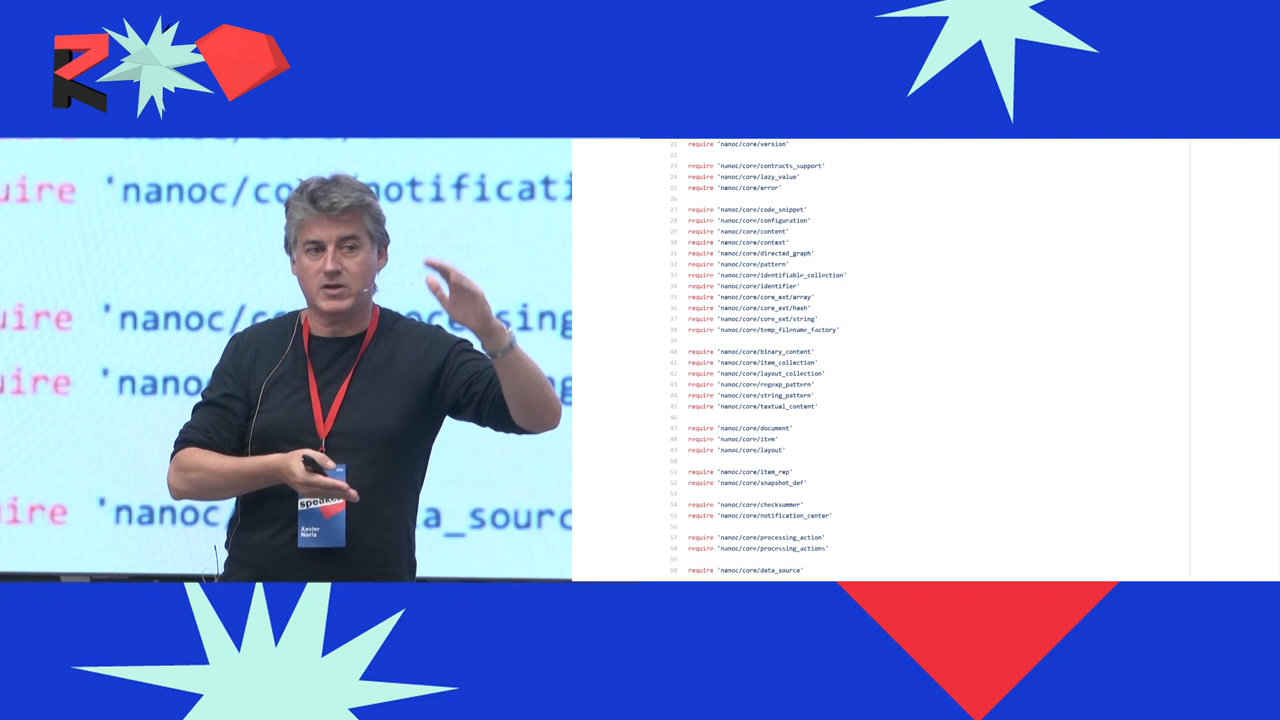 uire 'nanoc/co notificati
uire 'nano
uire 'nano
ire 'nanoc/ a_sourc
speaker
Xavier
Noria
21 require 'nanoc/core/version'
22
23 require 'nanoc/core/contracts_support'
24 require 'nanoc/core/lazy_value'
25 require 'nanoc/core/error'
26
27 require 'nanoc/core/code_snippet'
28 require 'nanoc/core/configuration'
29 require 'nanoc/core/content'
30 require 'nanoc/core/context'
31 require 'nanoc/core/directed_graph'
32 require 'nanoc/core/pattern'
33 require 'nanoc/core/identifiable_collection'
34 require 'nanoc/core/identifier'
35 require 'nanoc/core/core_ext/array'
36 require 'nanoc/core/core_ext/hash'
37 require 'nanoc/core/core_ext/string'
38 require 'nanoc/core/temp_filename_factory'
39
40 require 'nanoc/core/binary_content'
41 require 'nanoc/core/item_collection'
42 require 'nanoc/core/layout_collection'
43 require 'nanoc/core/regexp_pattern'
44 require 'nanoc/core/string_pattern'
45 require 'nanoc/core/textual_content'
46
47 require 'nanoc/core/document'
48 require 'nanoc/core/item'
49 require 'nanoc/core/layout'
50
51 require 'nanoc/core/item_rep'
52 require 'nanoc/core/snapshot_def'
53
54 require 'nanoc/core/checksummer'
55 require 'nanoc/core/notification_center'
56
57 require 'nanoc/core/processing_action'
58 require 'nanoc/core/processing_actions'
59
60 require 'nanoc/core/data_source'